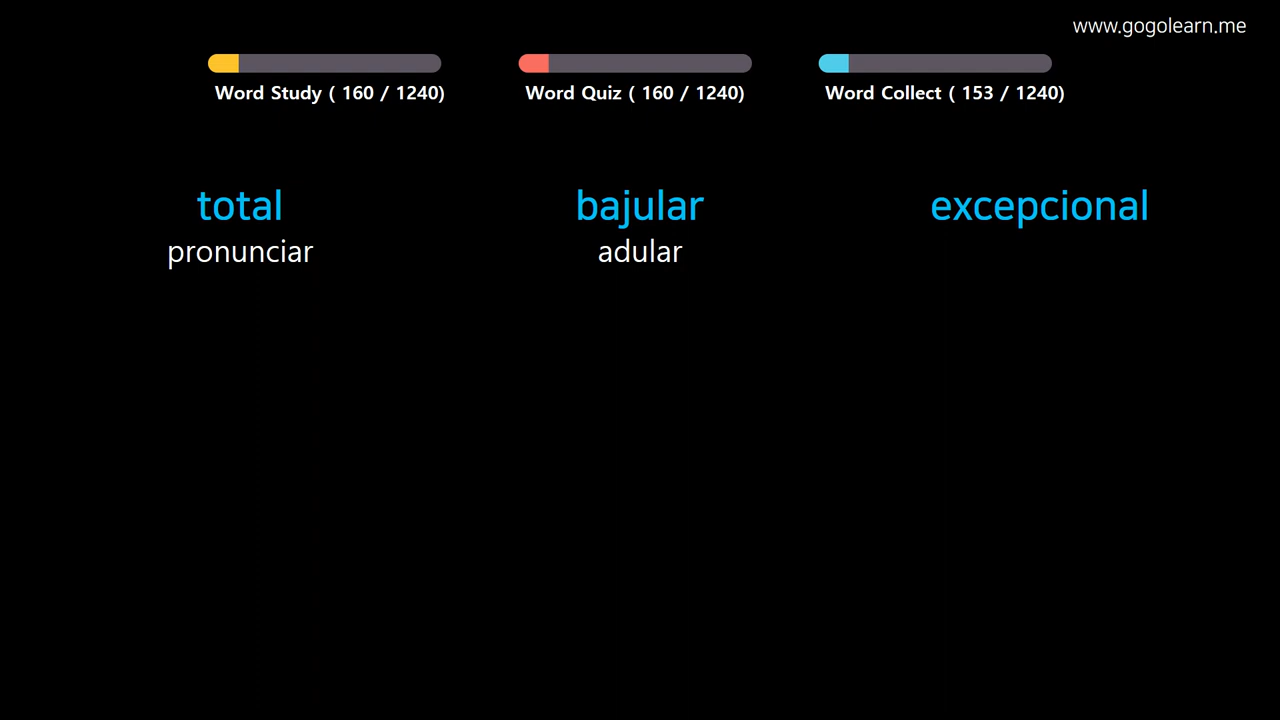 www.gogolearn.me
Word Study ( 160 / 1240)
Word Quiz ( 160 / 1240)
Word Collect ( 153 / 1240)
total
pronunciar
bajular
adular
excepcional